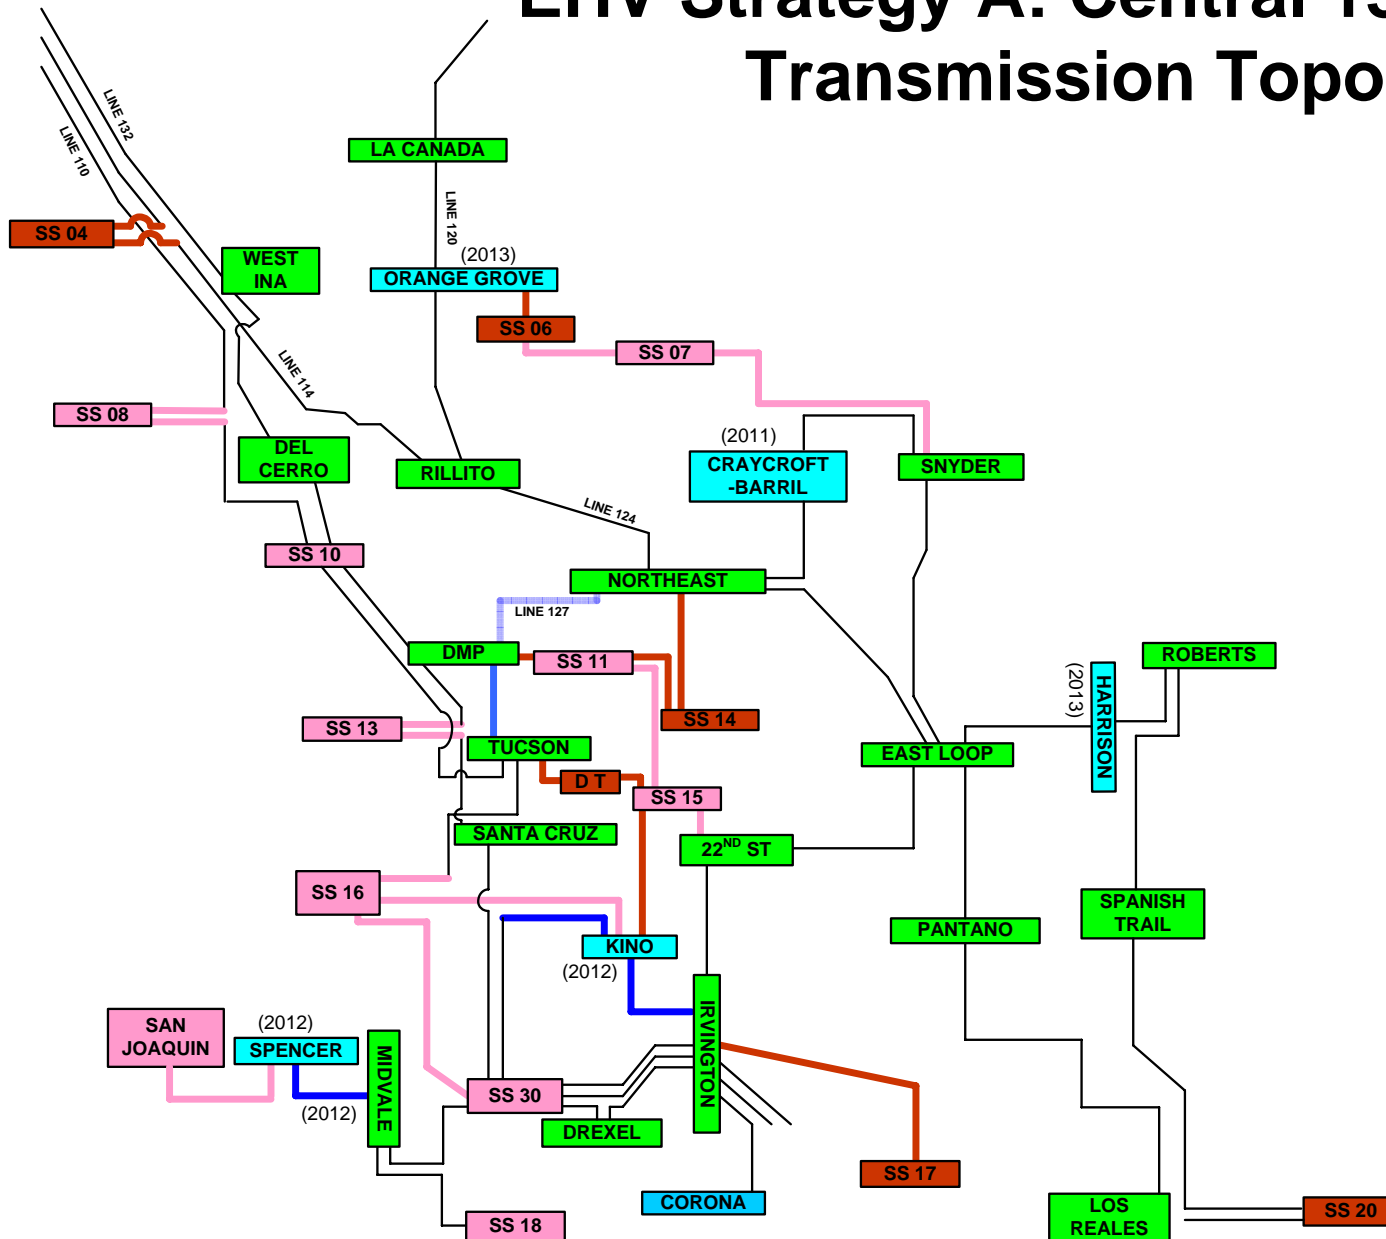 EHV Strategy A: Central 13
Transmission Topo
LINE 132
LINE 110
LA CANADA
LINE 120
SS 04
WEST
INA
(2013)
ORANGE GROVE
SS 06
SS 07
LINE 114
SS 08
DEL
CERRO
RILLITO
(2011)
CRAYCROFT
-BARRIL
SNYDER
LINE 124
SS 10
NORTHEAST
LINE 127
DMP
SS 11
ROBERTS
HARRISON
(2013)
SS 14
SS 13
TUCSON
EAST LOOP
D T
SS 15
SANTA CRUZ
22ND ST
SS 16
SPANISH
TRAIL
PANTANO
KINO
(2012)
IRVINGTON
SAN
JOAQUIN
(2012)
SPENCER
MIDVALE
(2012)
SS 30
DREXEL
SS 17
CORONA
LOS
REALES
SS 20
SS 18